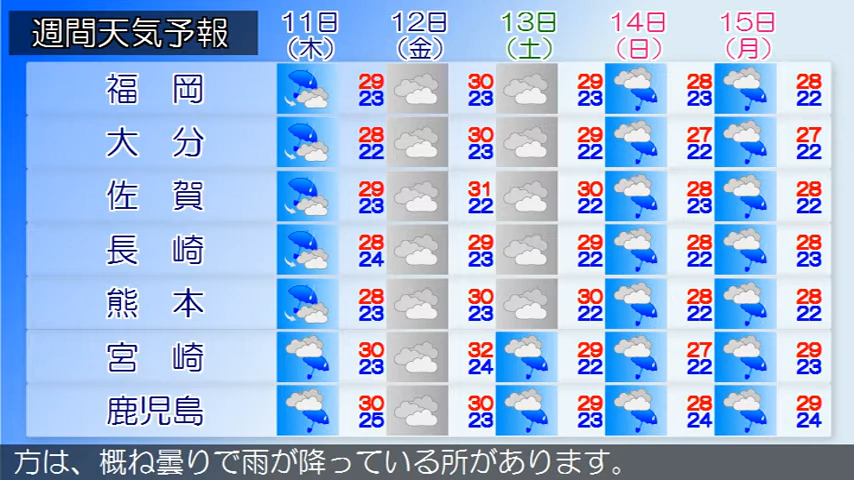 週間天気予報 11日 12日 13日 14日 15日
(木) (金) (土) (日) (月)
福岡 29 30 29 28 28
23 23 23 23 22
大分 28 30 29 27 27
22 23 22 22 22
佐賀 29 31 30 28 28
23 22 22 23 22
長崎 28 29 29 28 28
24 23 22 22 23
熊本 28 30 30 28 28
23 23 22 22 22
宮崎 30 32 29 27 29
23 24 22 22 23
鹿児島 30 30 29 28 29
25 23 23 24 24
方は、概ね曇りで雨が降っている所があります。